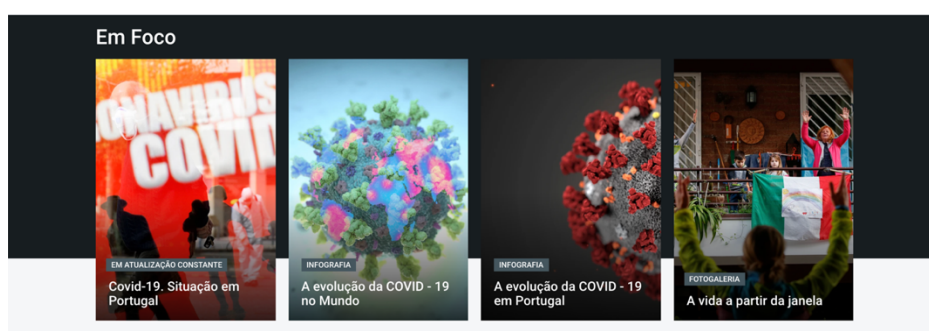 Em Foco
ONAVIRUS
COVID
EM ATUALIZAÇÃO CONSTANTE
Covid-19. Situação em
Portugal
INFOGRAFIA
A evolução da COVID - 19
no Mundo
INFOGRAFIA
A evolução da COVID - 19
em Portugal
FOTOGALERIA
A vida a partir da janela